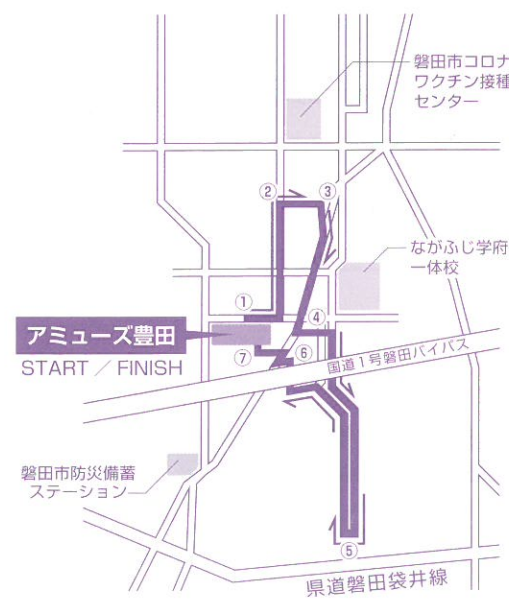 磐田市コロナ
ワクチン接種
センター
②
③
ながふじ学府
一体校
①
④
アミューズ豊田
START / FINISH
⑦
⑥
国道1号磐田バイパス
磐田市防災備蓄
ステーション
⑤
県道磐田袋井線